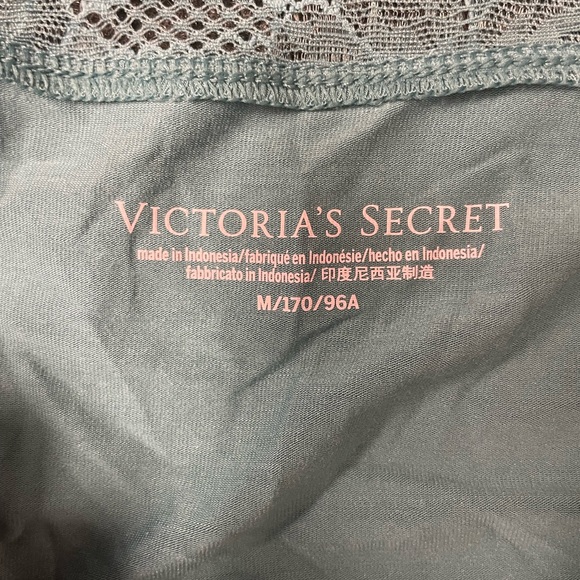 VICTORIA'S SECRET
made in Indonesia/fabriqué en Indonésie/hecho en Indonesia/
fabbricato in Indonesia/ 印度尼西亚制造
M/170/96A